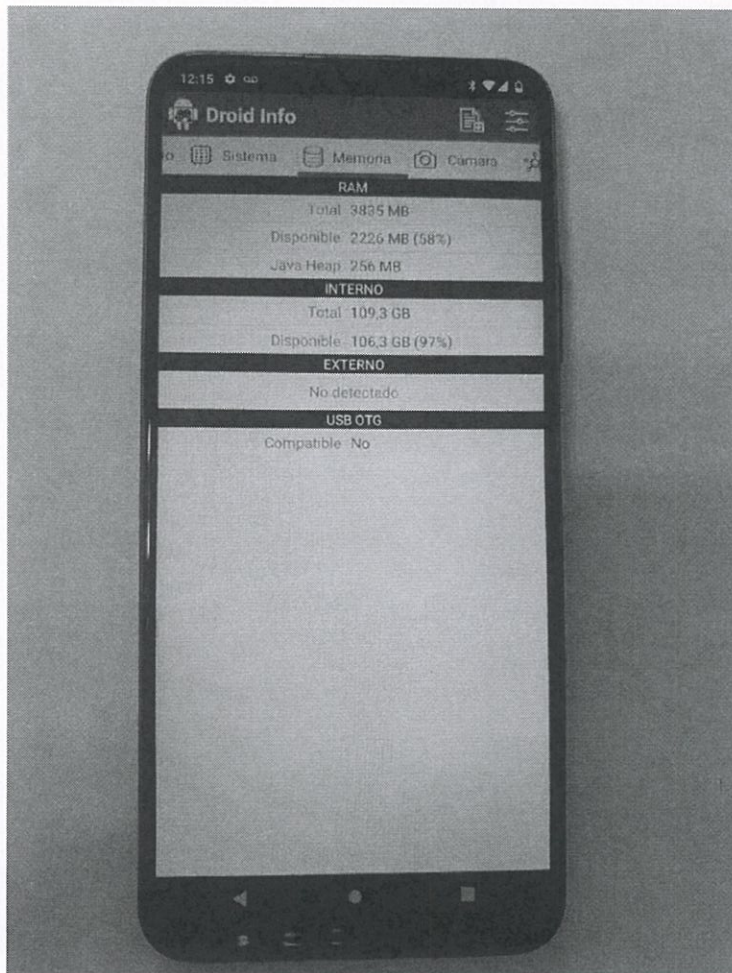 12:15
Droid Info
o Sistema Memoria Cámara
RAM
Total 3835 MB
Disponible 2226 MB (58%)
Java Heap 256 MB
INTERNO
Total 109,3 GB
Disponible 106,3 GB (97%)
EXTERNO
No detectado
USB OTG
Compatible No